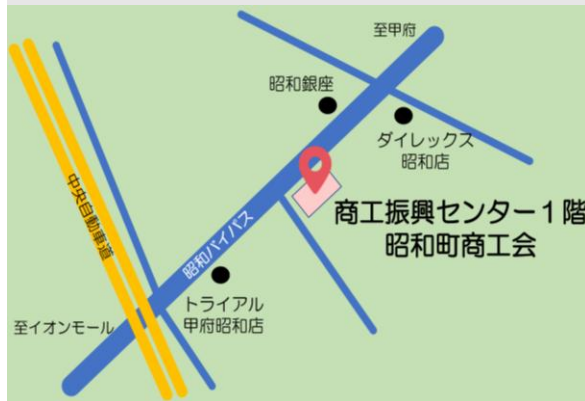 至甲府
昭和銀座
ダイレックス
昭和店
商工振興センター１階
昭和町商工会
中央自動車道
昭和バイパス
トライアル
甲府昭和店
至イオンモール